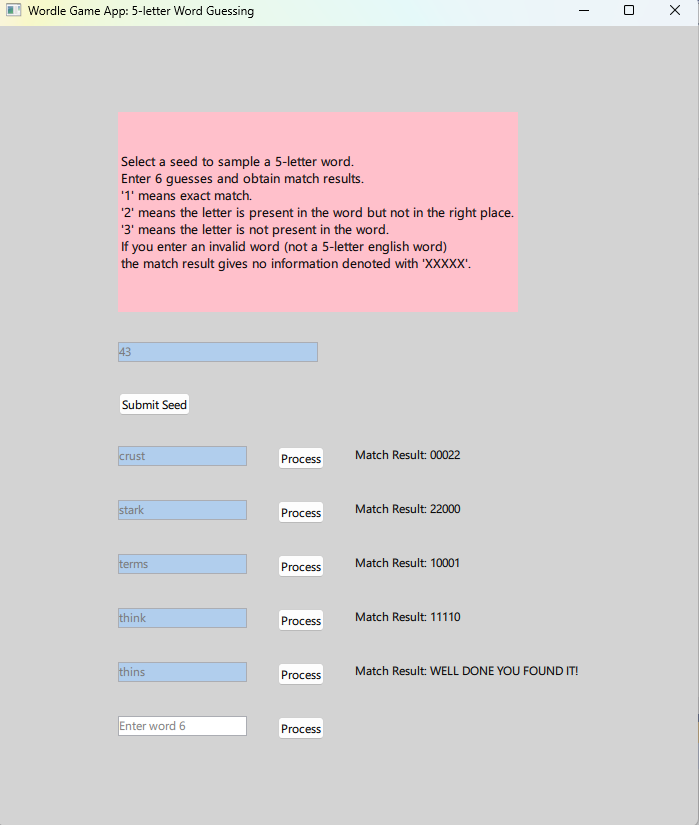 Wordle Game App: 5-letter Word Guessing
Select a seed to sample a 5-letter word.
Enter 6 guesses and obtain match results.
'1' means exact match.
'2' means the letter is present in the word but not in the right place.
'3' means the letter is not present in the word.
If you enter an invalid word (not a 5-letter english word)
the match result gives no information denoted with 'XXXXX'.
43
Submit Seed
crust Process Match Result: 00022
stark Process Match Result: 22000
terms Process Match Result: 10001
think Process Match Result: 11110
thins Process Match Result: WELL DONE YOU FOUND IT!
Enter word 6 Process